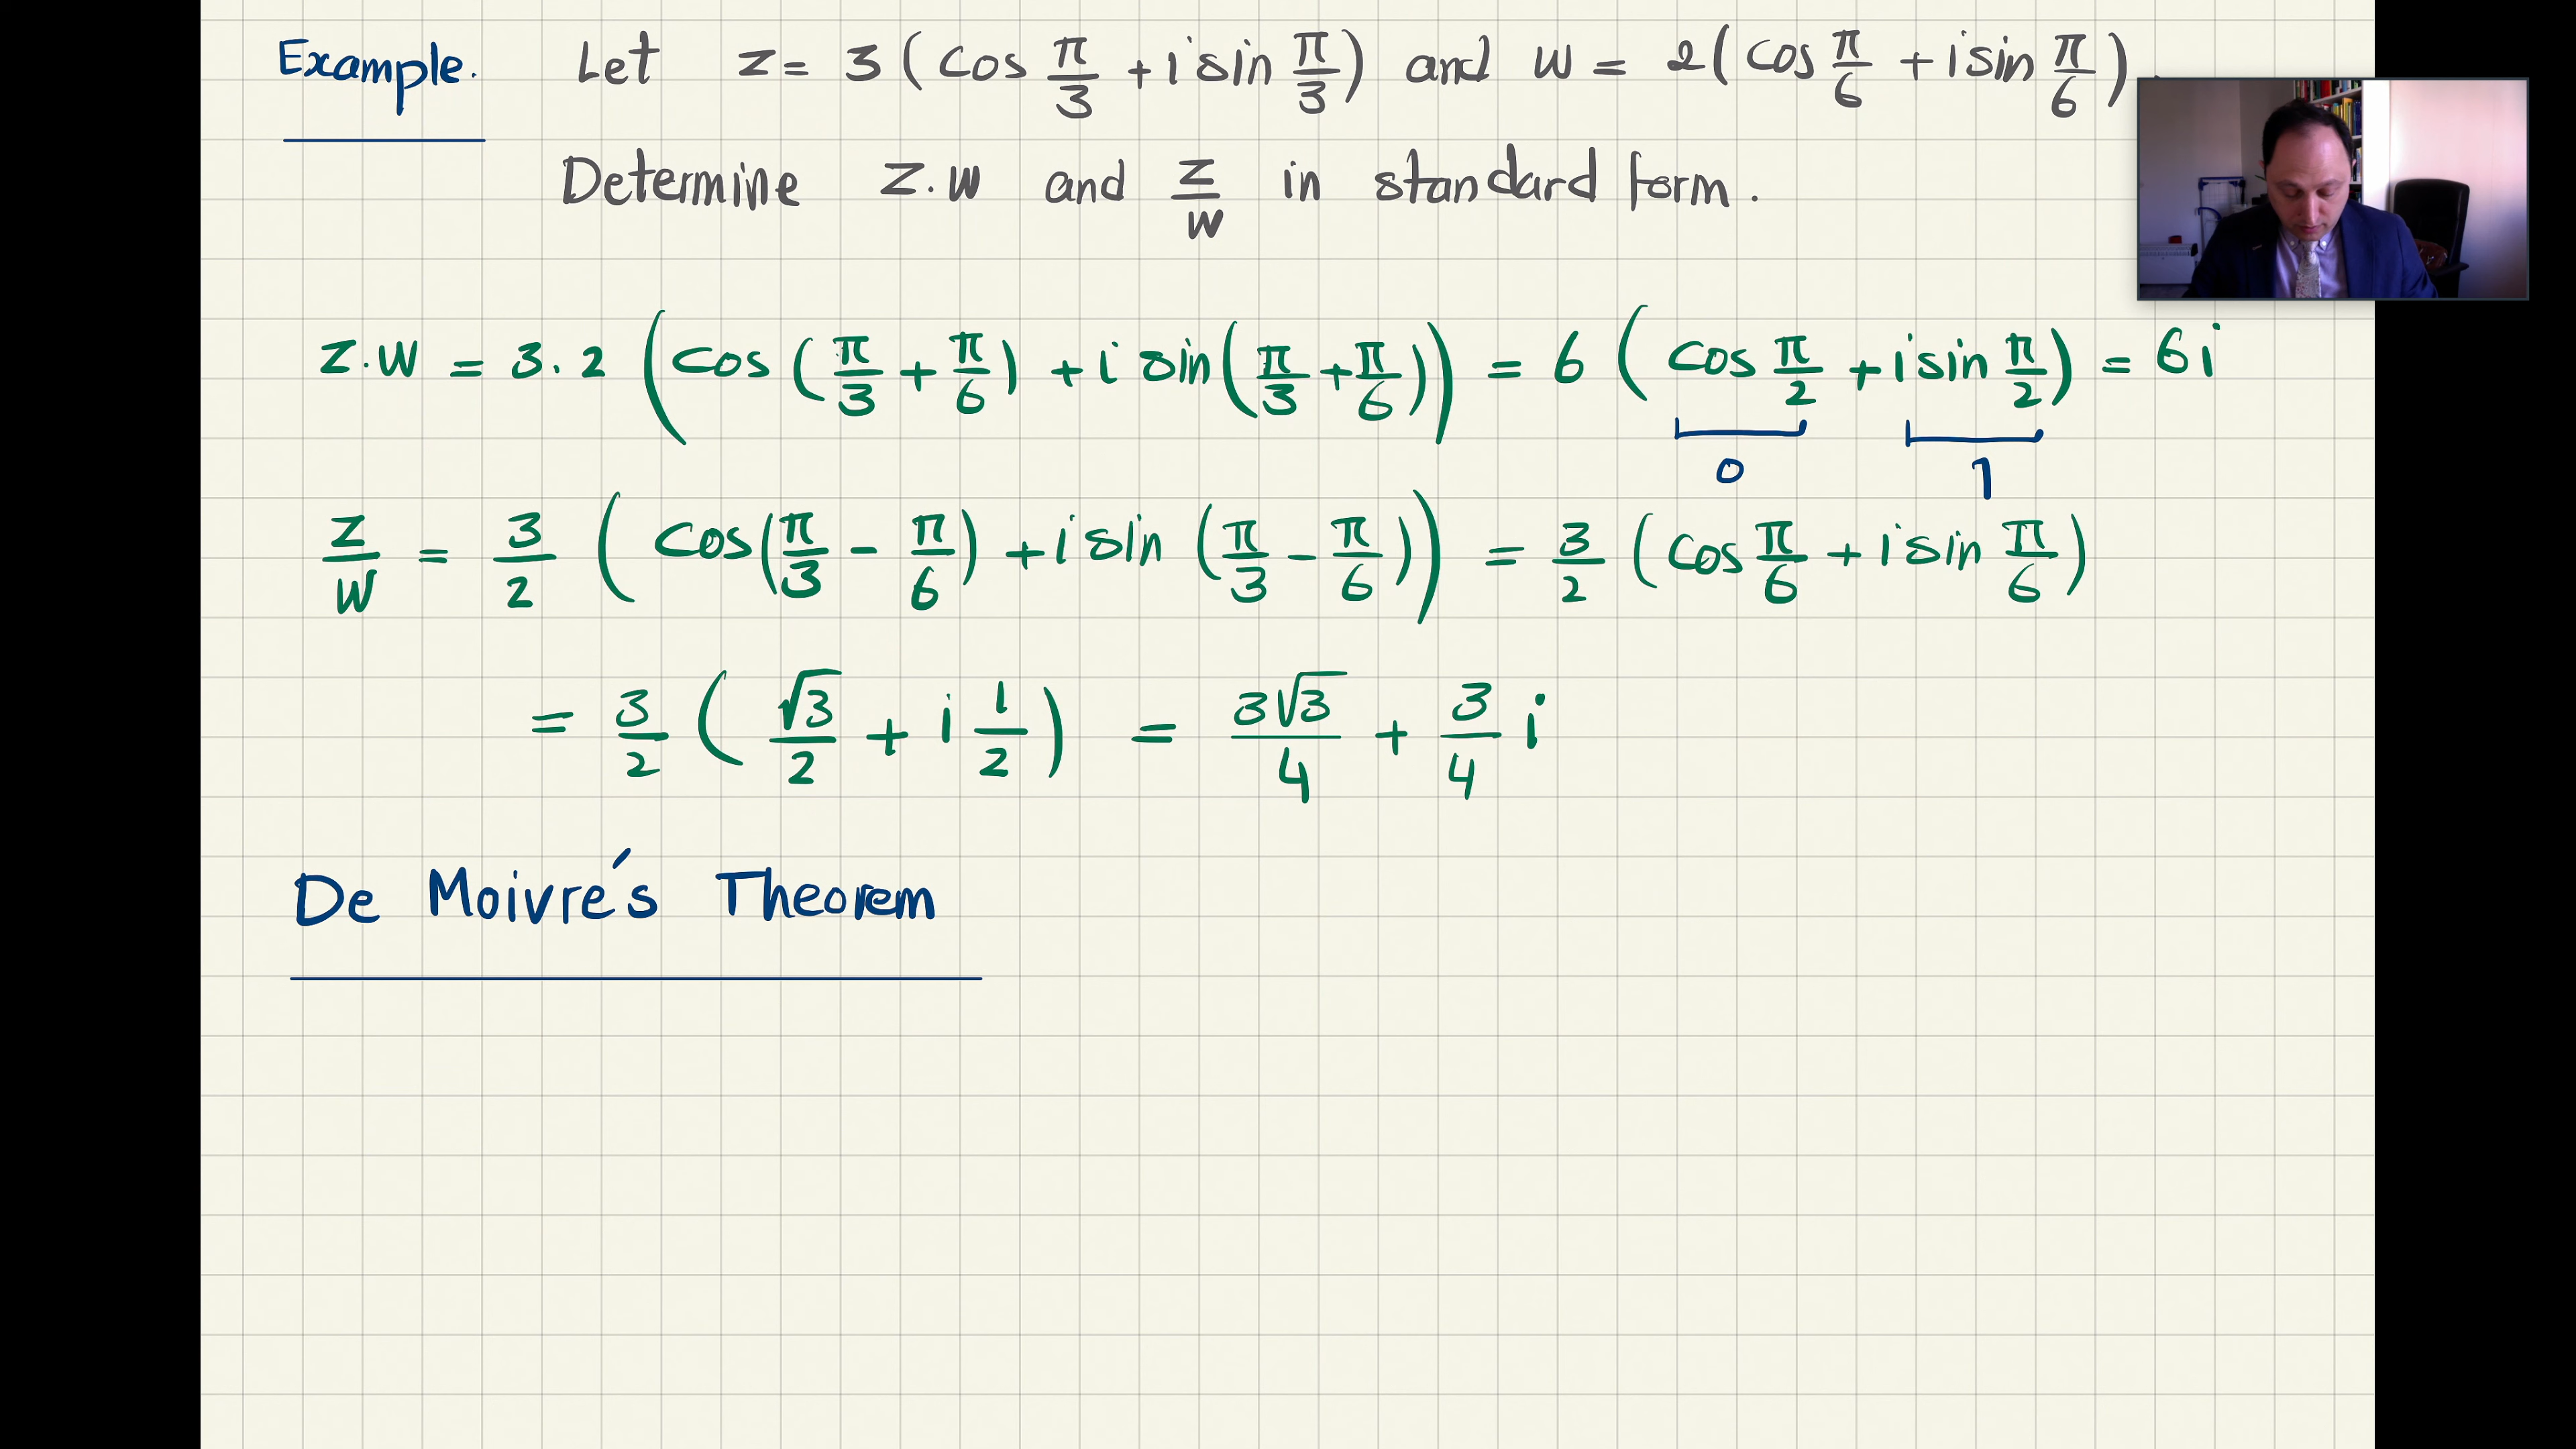 Example. Let z = 3 ( cos π/3 + i sin π/3 ) and w = 2 ( cos π/6 + i sin π/6 ).
Determine z.w and z/w in standard form.
z.w = 3.2 ( cos ( π/3 + π/6 ) + i sin ( π/3 + π/6 ) ) = 6 ( cos π/2 + i sin π/2 ) = 6i
0 1
z/w = 3/2 ( cos ( π/3 - π/6 ) + i sin ( π/3 - π/6 ) ) = 3/2 ( cos π/6 + i sin π/6 )
= 3/2 ( √3/2 + i 1/2 ) = 3√3/4 + 3/4 i
De Moivre's Theorem